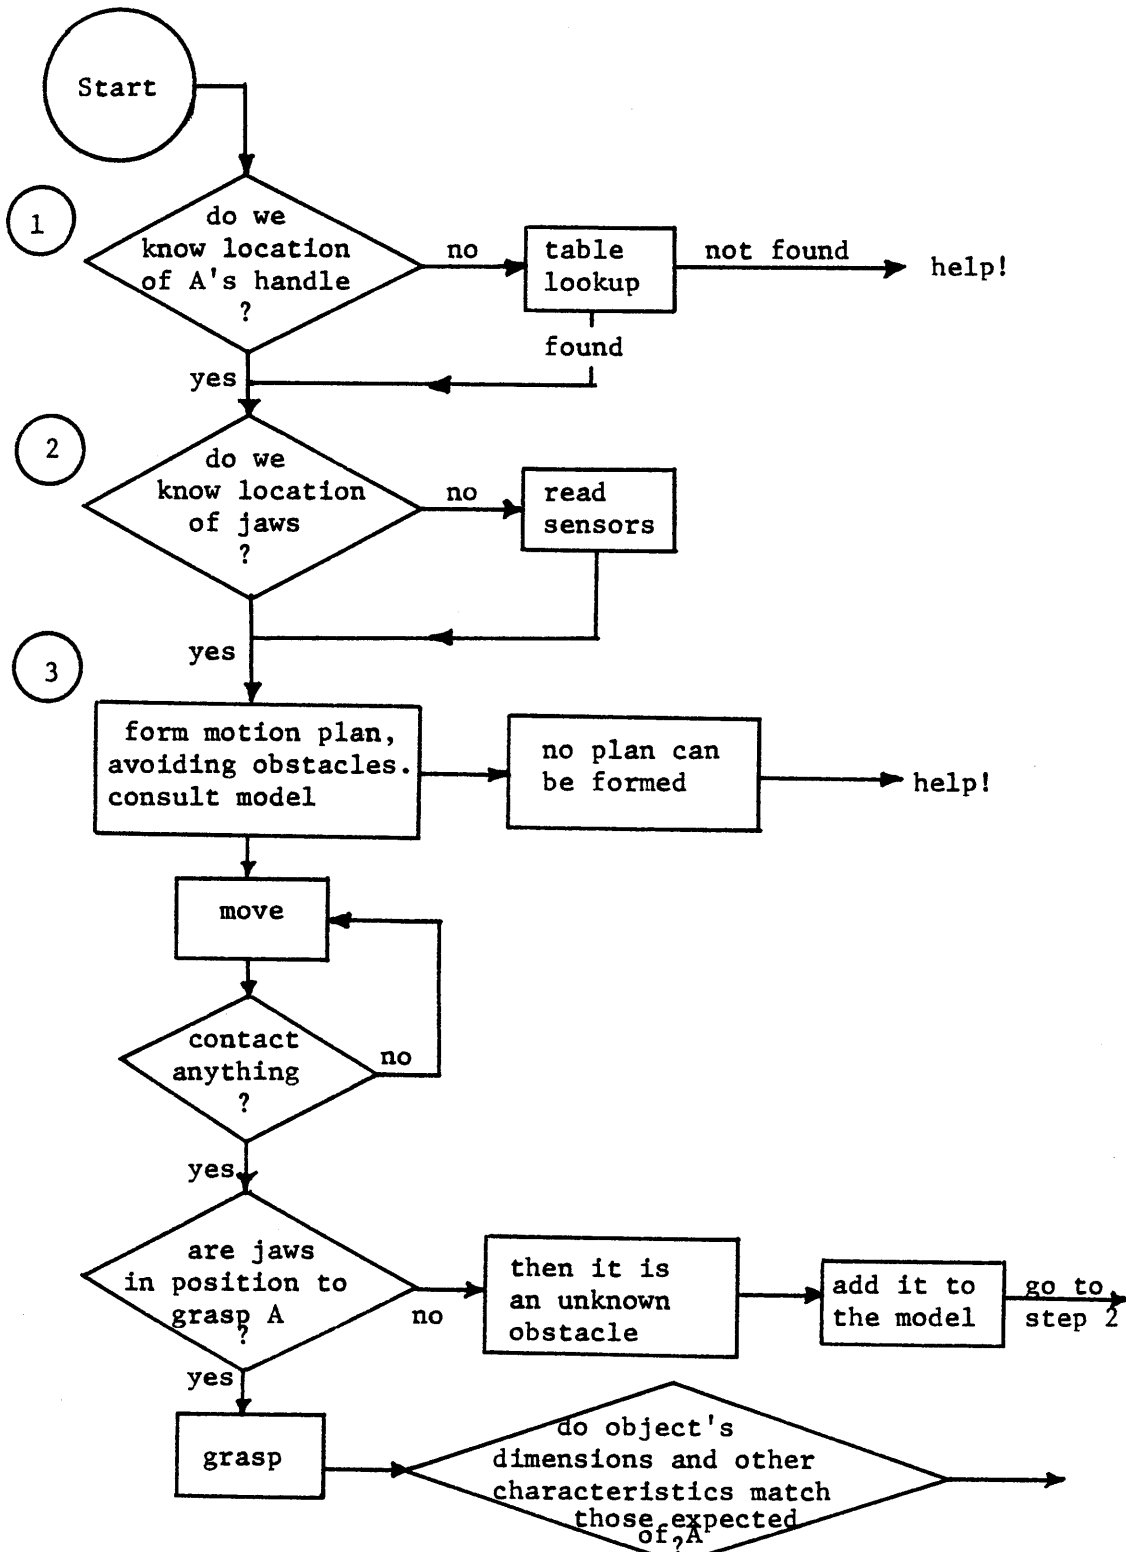 Start
1
do we
know location
of A's handle
?
no
table
lookup
not found
help!
found
yes
2
do we
know location
of jaws
?
no
read
sensors
yes
3
form motion plan,
avoiding obstacles.
consult model
no plan can
be formed
help!
move
contact
anything
?
no
yes
are jaws
in position to
grasp A
?
no
then it is
an unknown
obstacle
add it to
the model
go to
step 2
yes
grasp
do object's
dimensions and other
characteristics match
those expected
of A
?